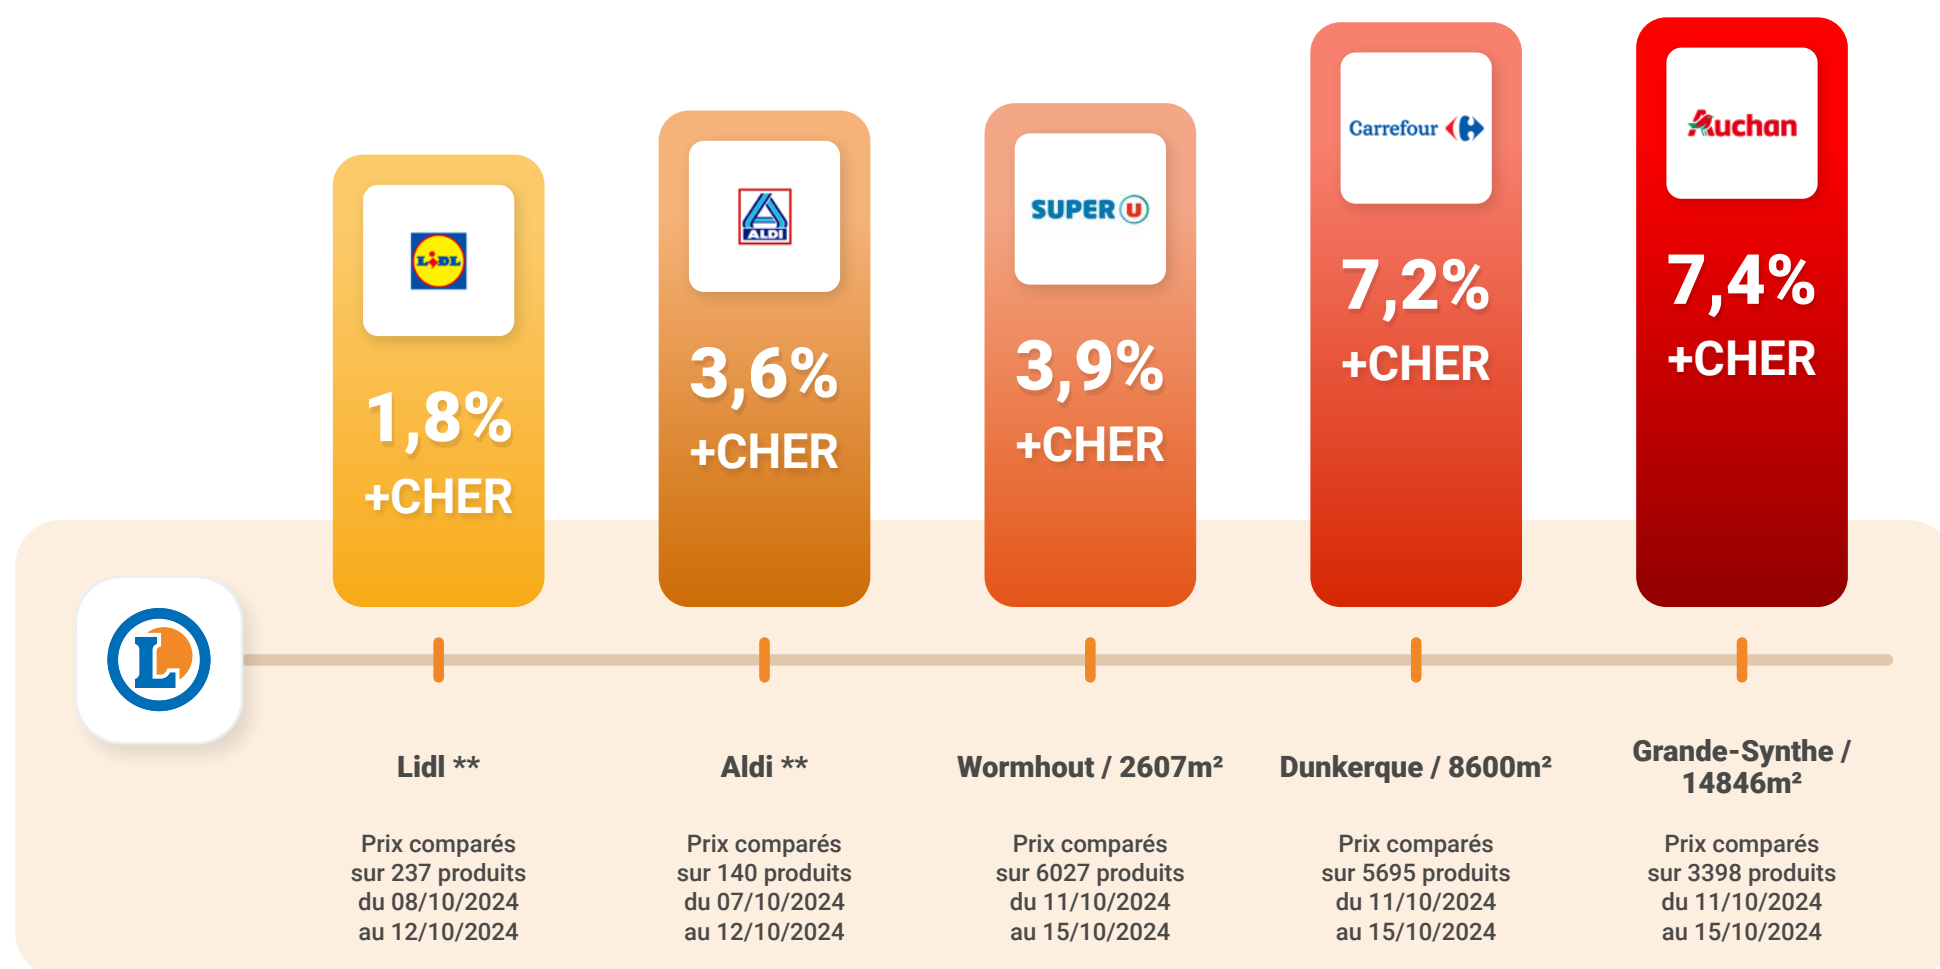 LIDL
1,8%
+CHER
ALDI
3,6%
+CHER
SUPER U
3,9%
+CHER
Carrefour
7,2%
+CHER
Auchan
7,4%
+CHER
L
Lidl **
Prix comparés
sur 237 produits
du 08/10/2024
au 12/10/2024
Aldi **
Prix comparés
sur 140 produits
du 07/10/2024
au 12/10/2024
Wormhout / 2607m²
Prix comparés
sur 6027 produits
du 11/10/2024
au 15/10/2024
Dunkerque / 8600m²
Prix comparés
sur 5695 produits
du 11/10/2024
au 15/10/2024
Grande-Synthe /
14846m²
Prix comparés
sur 3398 produits
du 11/10/2024
au 15/10/2024